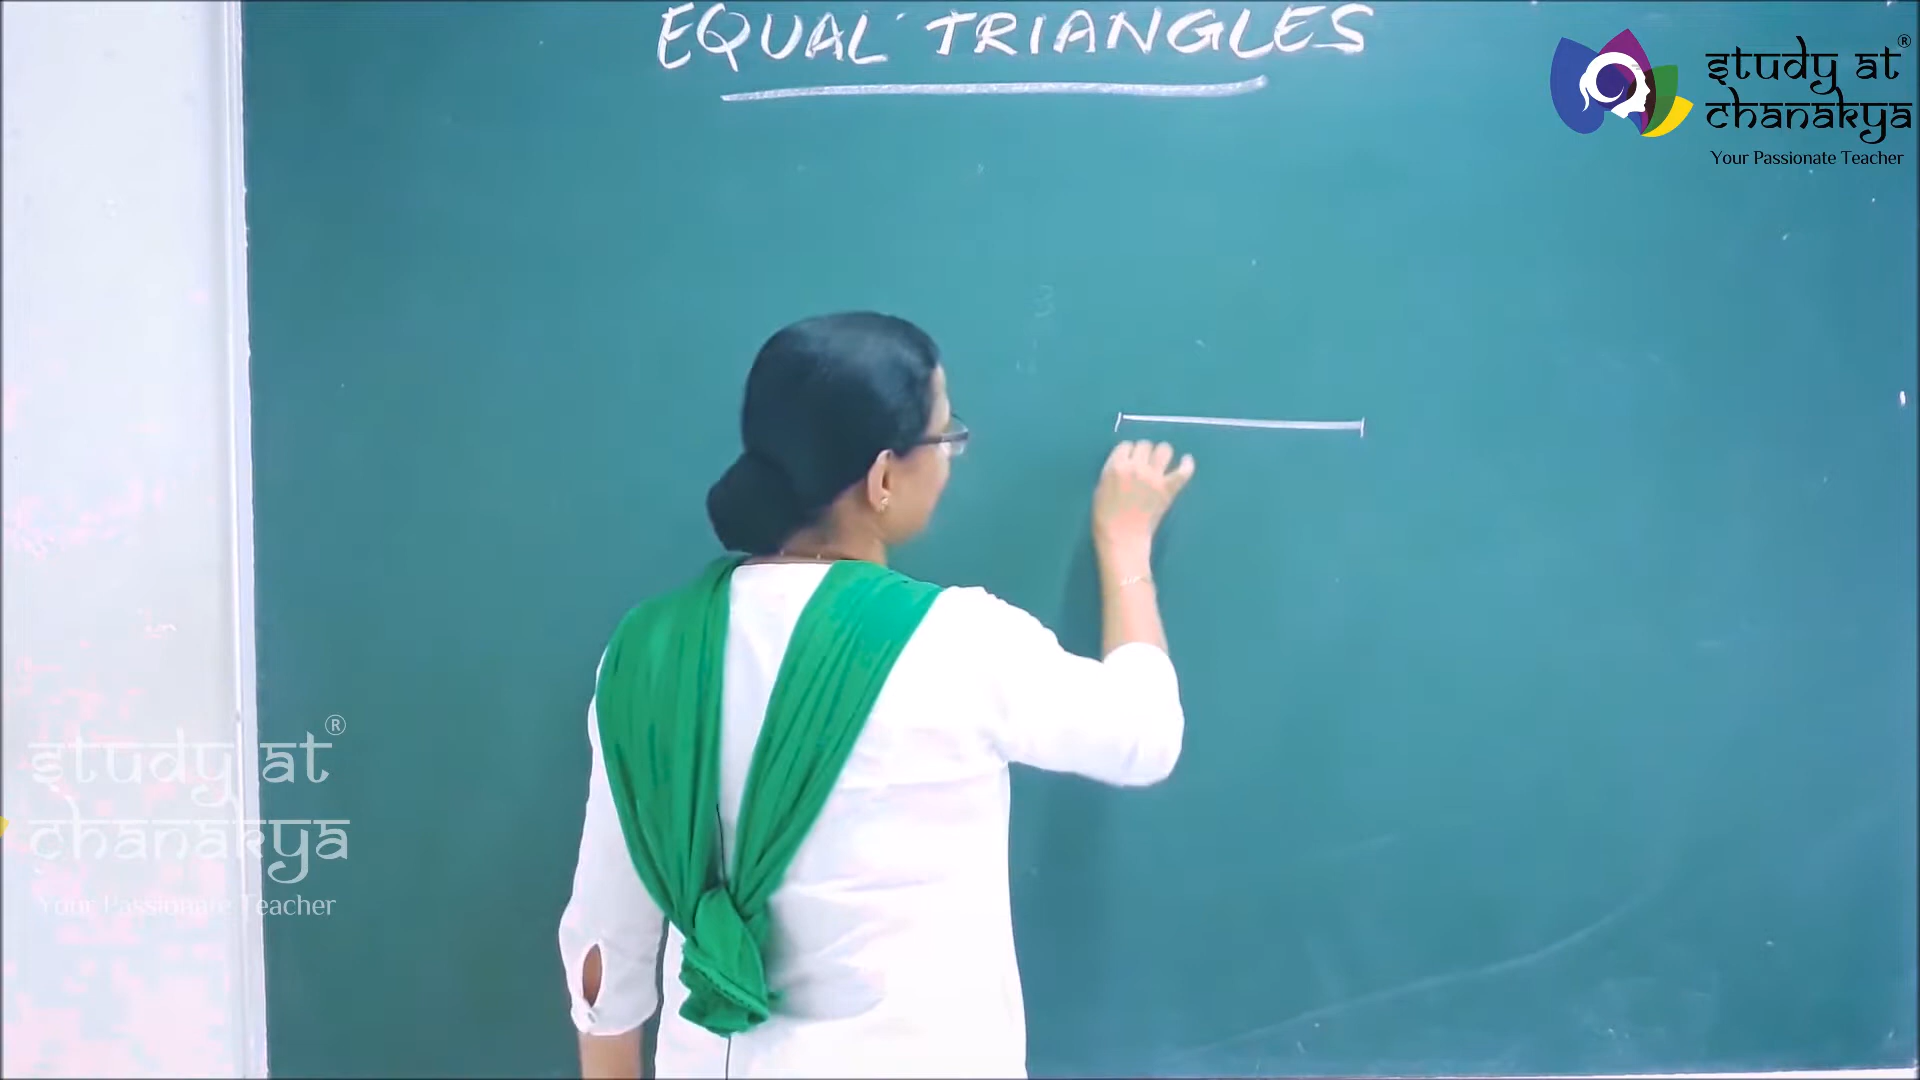 EQUAL TRIANGLES
study at ®
chanakya
Your Passionate Teacher
study at ®
chanakya
Your Passionate Teacher